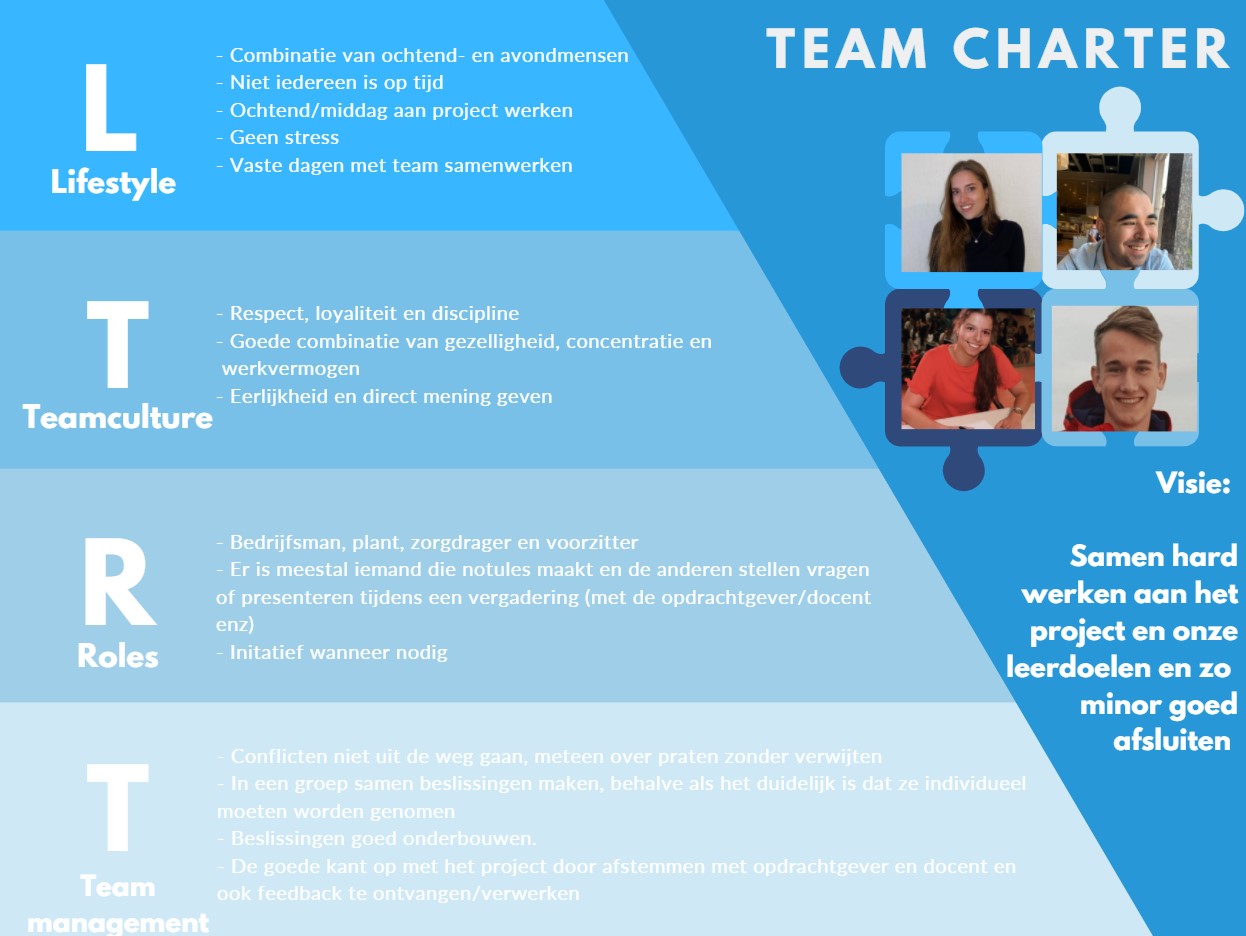 TEAM CHARTER
L
Lifestyle
- Combinatie van ochtend- en avondmensen
- Niet iedereen is op tijd
- Ochtend/middag aan project werken
- Geen stress
- Vaste dagen met team samenwerken
T
Teamculture
- Respect, loyaliteit en discipline
- Goede combinatie van gezelligheid, concentratie en
werkvermogen
- Eerlijkheid en direct mening geven
R
Roles
- Bedrijfsman, plant, zorgdrager en voorzitter
- Er is meestal iemand die notules maakt en de anderen stellen vragen
of presenteren tijdens een vergadering (met de opdrachtgever/docent
enz)
- Initatief wanneer nodig
T
Team
management
- Conflicten niet uit de weg gaan, meteen over praten zonder verwijten
- In een groep samen beslissingen maken, behalve als het duidelijk is dat ze individueel
moeten worden genomen
- Beslissingen goed onderbouwen.
- De goede kant op met het project door afstemmen met opdrachtgever en docent en
ook feedback te ontvangen/verwerken
Visie:
Samen hard
werken aan het
project en onze
leerdoelen en zo
minor goed
afsluiten